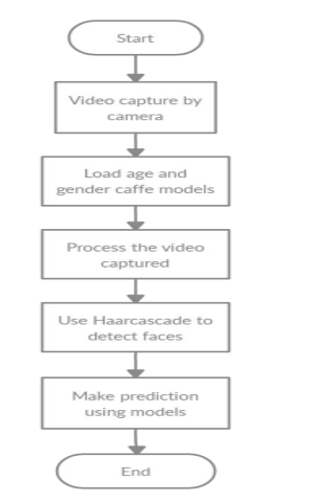 Start
Video capture by
camera
Load age and
gender caffe models
Process the video
captured
Use Haarcascade to
detect faces
Make prediction
using models
End